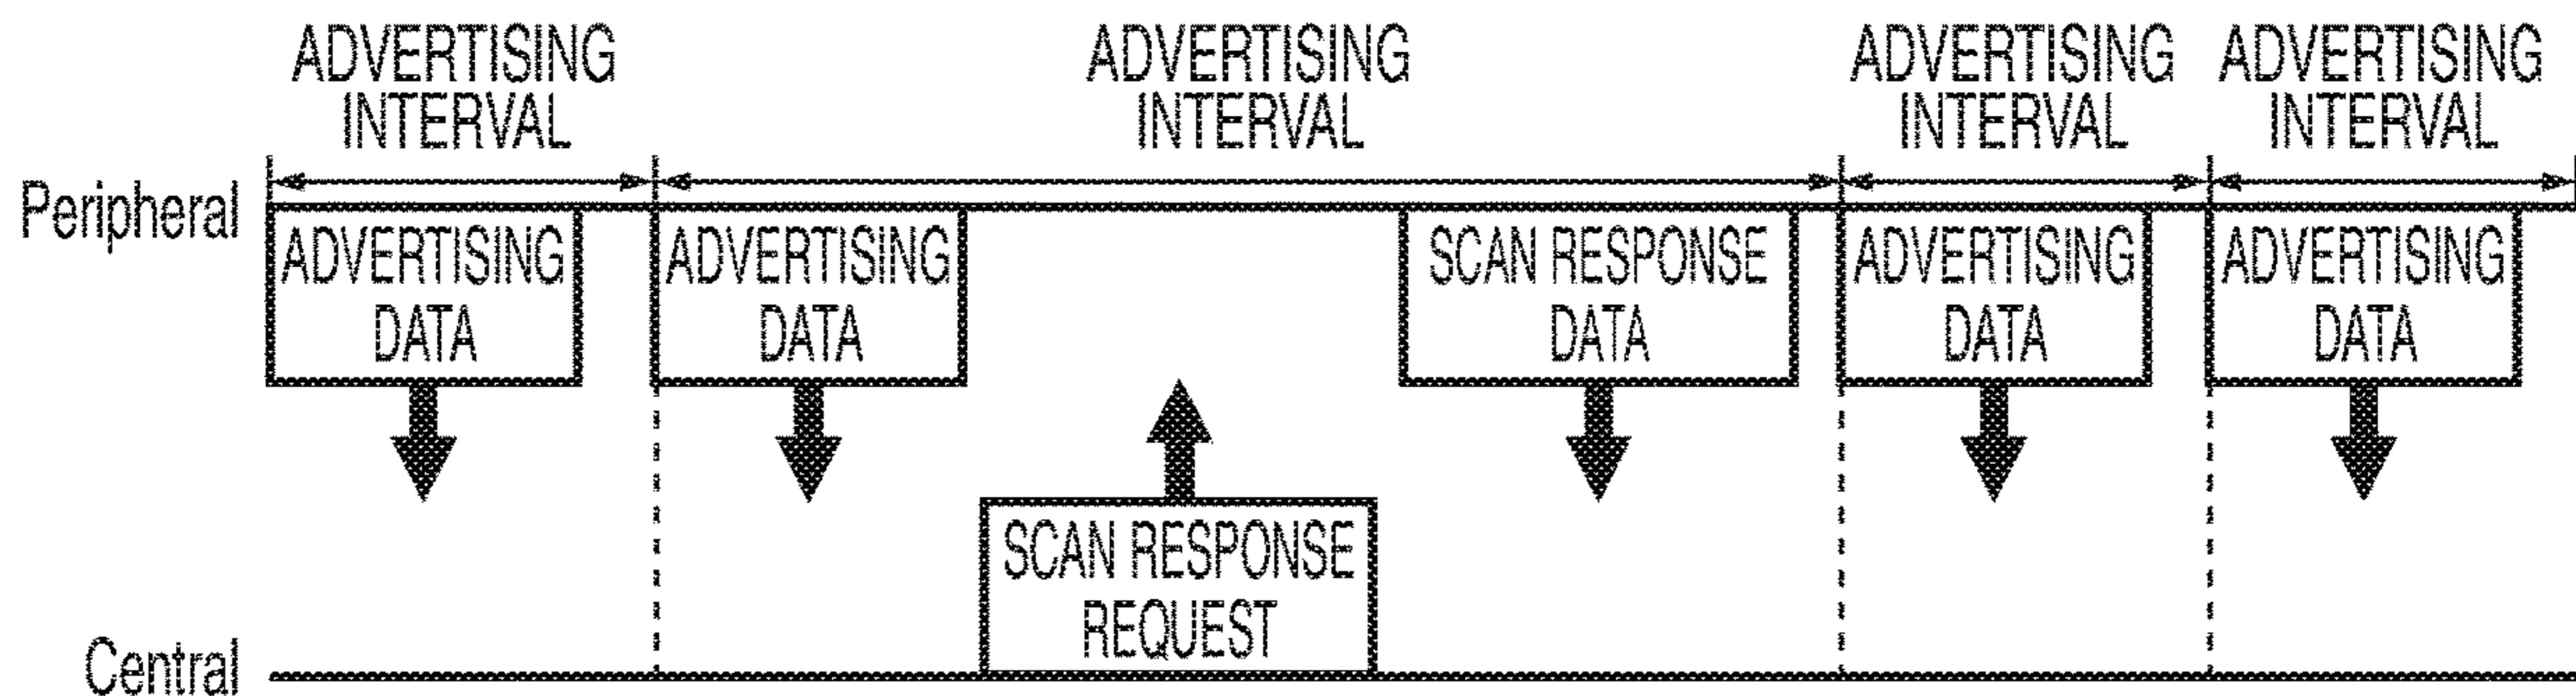 ADVERTISING
INTERVAL
ADVERTISING
INTERVAL
ADVERTISING
INTERVAL
ADVERTISING
INTERVAL
Peripheral
ADVERTISING
DATA
ADVERTISING
DATA
SCAN RESPONSE
DATA
ADVERTISING
DATA
ADVERTISING
DATA
SCAN RESPONSE
REQUEST
Central